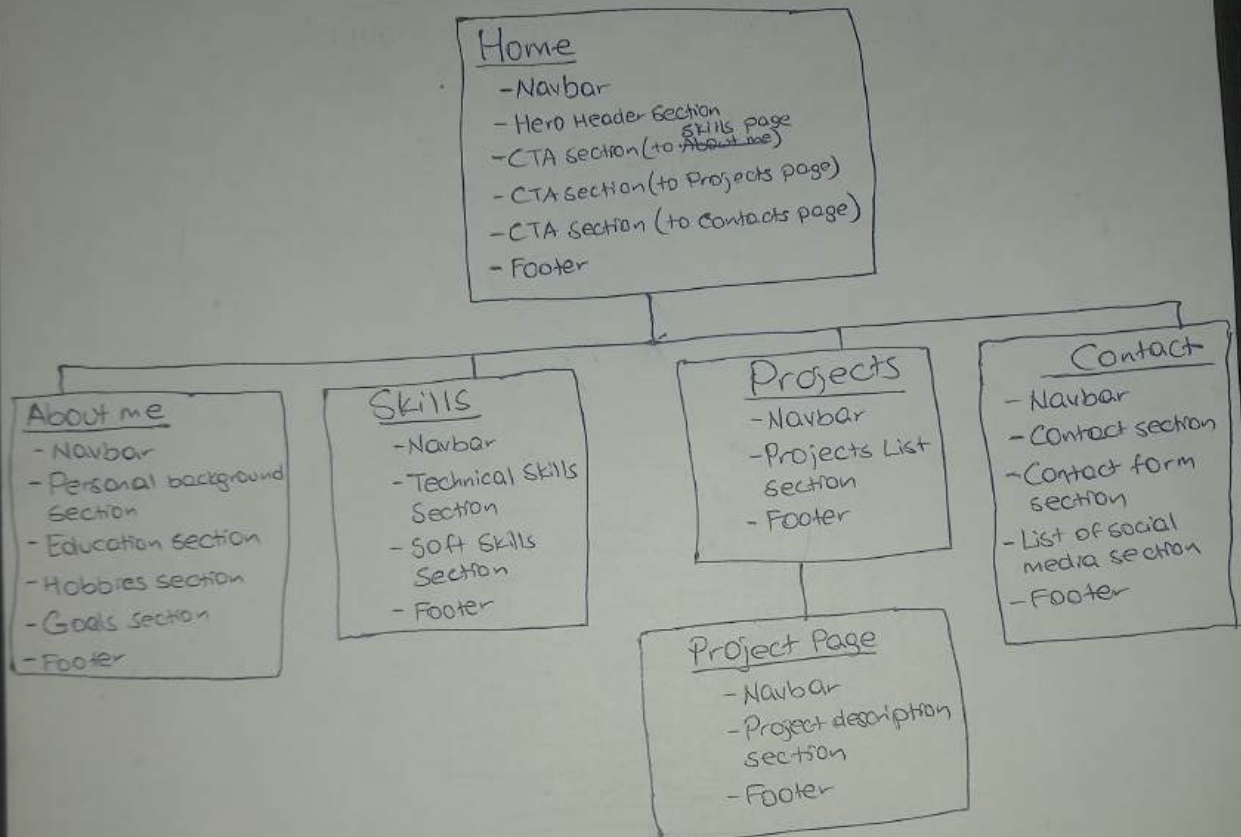 Home
-Navbar
- Hero Header Section
Skills page
-CTA section (to About me)
- CTA section (to Projects page)
-CTA section (to Contacts page)
- Footer
About me
- Navbar
- Personal background
section
- Education section
- Hobbies section
- Goals section
- Footer
Skills
-Navbar
-Technical Skills
Section
- Soft Skills
Section
- Footer
Projects
-Navbar
-Projects List
section
- Footer
Contact
- Navbar
- Contact section
- Contact form
section
- List of social
media section
- Footer
Project Page
- Navbar
- Project description
section
- Footer